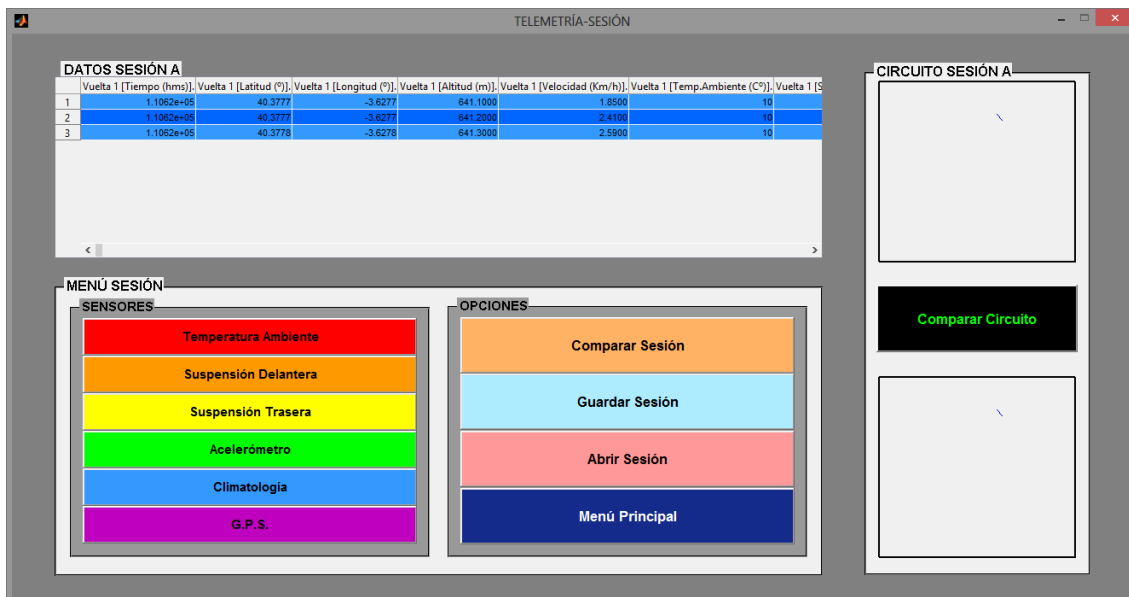 TELEMETRÍA-SESIÓN
DATOS SESIÓN A
Vuelta 1 [Tiempo (hms)]. Vuelta 1 [Latitud (º)]. Vuelta 1 [Longitud (º)]. Vuelta 1 [Altitud (m)]. Vuelta 1 [Velocidad (Km/h)]. Vuelta 1 [Temp.Ambiente (Cº)]. Vuelta 1 [S
1 1.1062e+05 40.3777 -3.6277 641.1000 1.8500 10
2 1.1062e+05 40.3777 -3.6277 641.2000 2.4100 10
3 1.1062e+05 40.3778 -3.6278 641.3000 2.5900 10
MENÚ SESIÓN
SENSORES
Temperatura Ambiente
Suspensión Delantera
Suspensión Trasera
Acelerómetro
Climatología
G.P.S.
OPCIONES
Comparar Sesión
Guardar Sesión
Abrir Sesión
Menú Principal
CIRCUITO SESIÓN A
Comparar Circuito